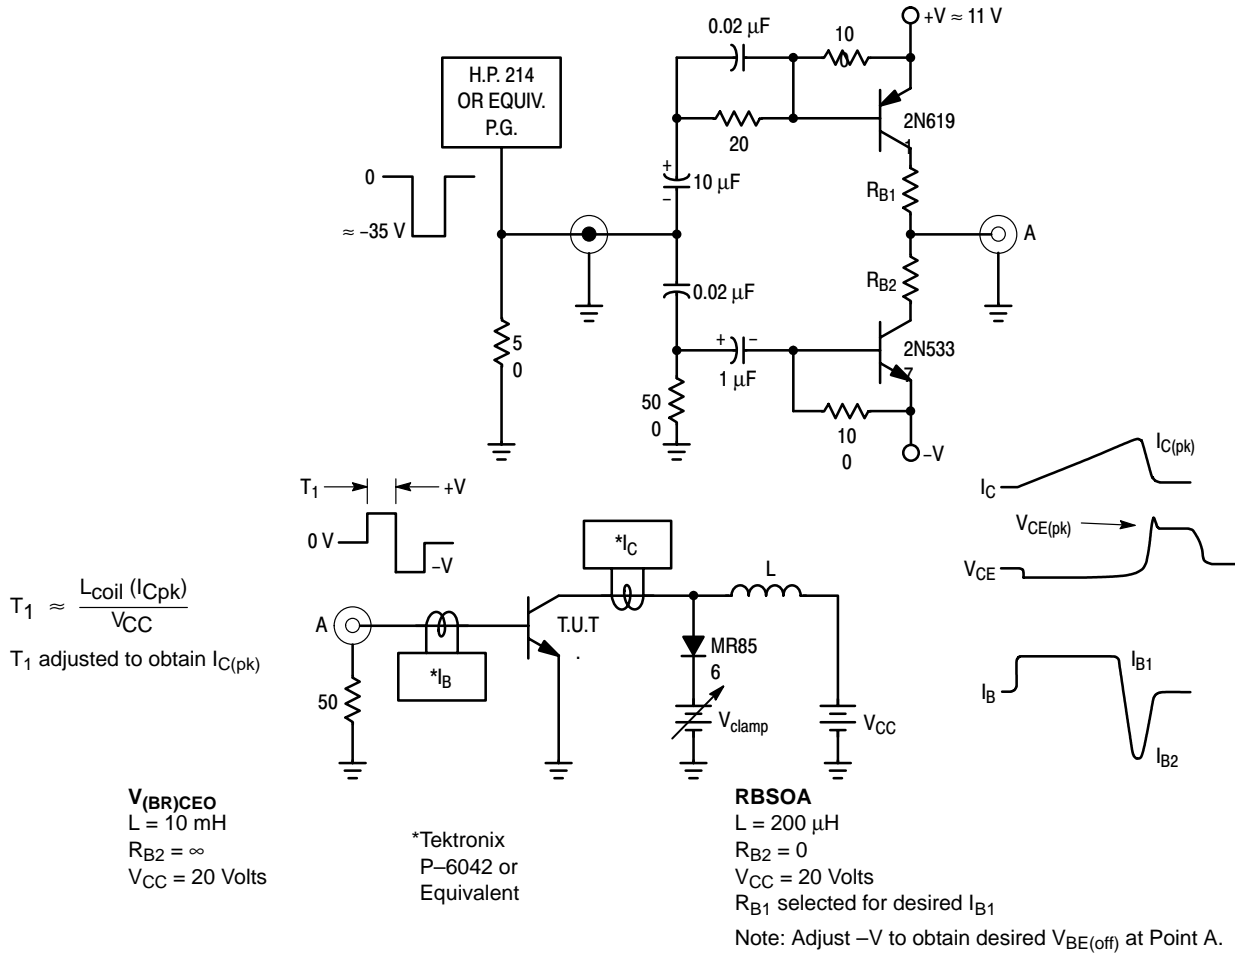 0.02 µF
10
0
+V ≈ 11 V
H.P. 214
OR EQUIV.
P.G.
20
2N619
1
0
≈ –35 V
+
10 µF
–
RB1
A
RB2
0.02 µF
5
0
+
–
1 µF
2N533
7
50
0
10
0
–V
T1
+V
0 V
–V
*IC
IC
IC(pk)
VCE(pk)
VCE
T1 ≈ Lcoil (ICpk) / VCC
T1 adjusted to obtain IC(pk)
A
*IB
50
T.U.T
.
L
MR85
6
Vclamp
VCC
IB
IB1
IB2
V(BR)CEO
L = 10 mH
RB2 = ∞
VCC = 20 Volts
*Tektronix
P–6042 or
Equivalent
RBSOA
L = 200 µH
RB2 = 0
VCC = 20 Volts
RB1 selected for desired IB1
Note: Adjust –V to obtain desired VBE(off) at Point A.